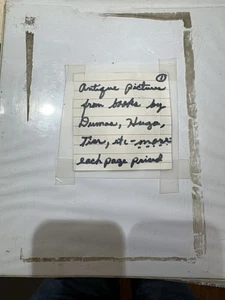 ①
Antique pictures
from books by
Dumas, Hugo,
etc -
each page priced